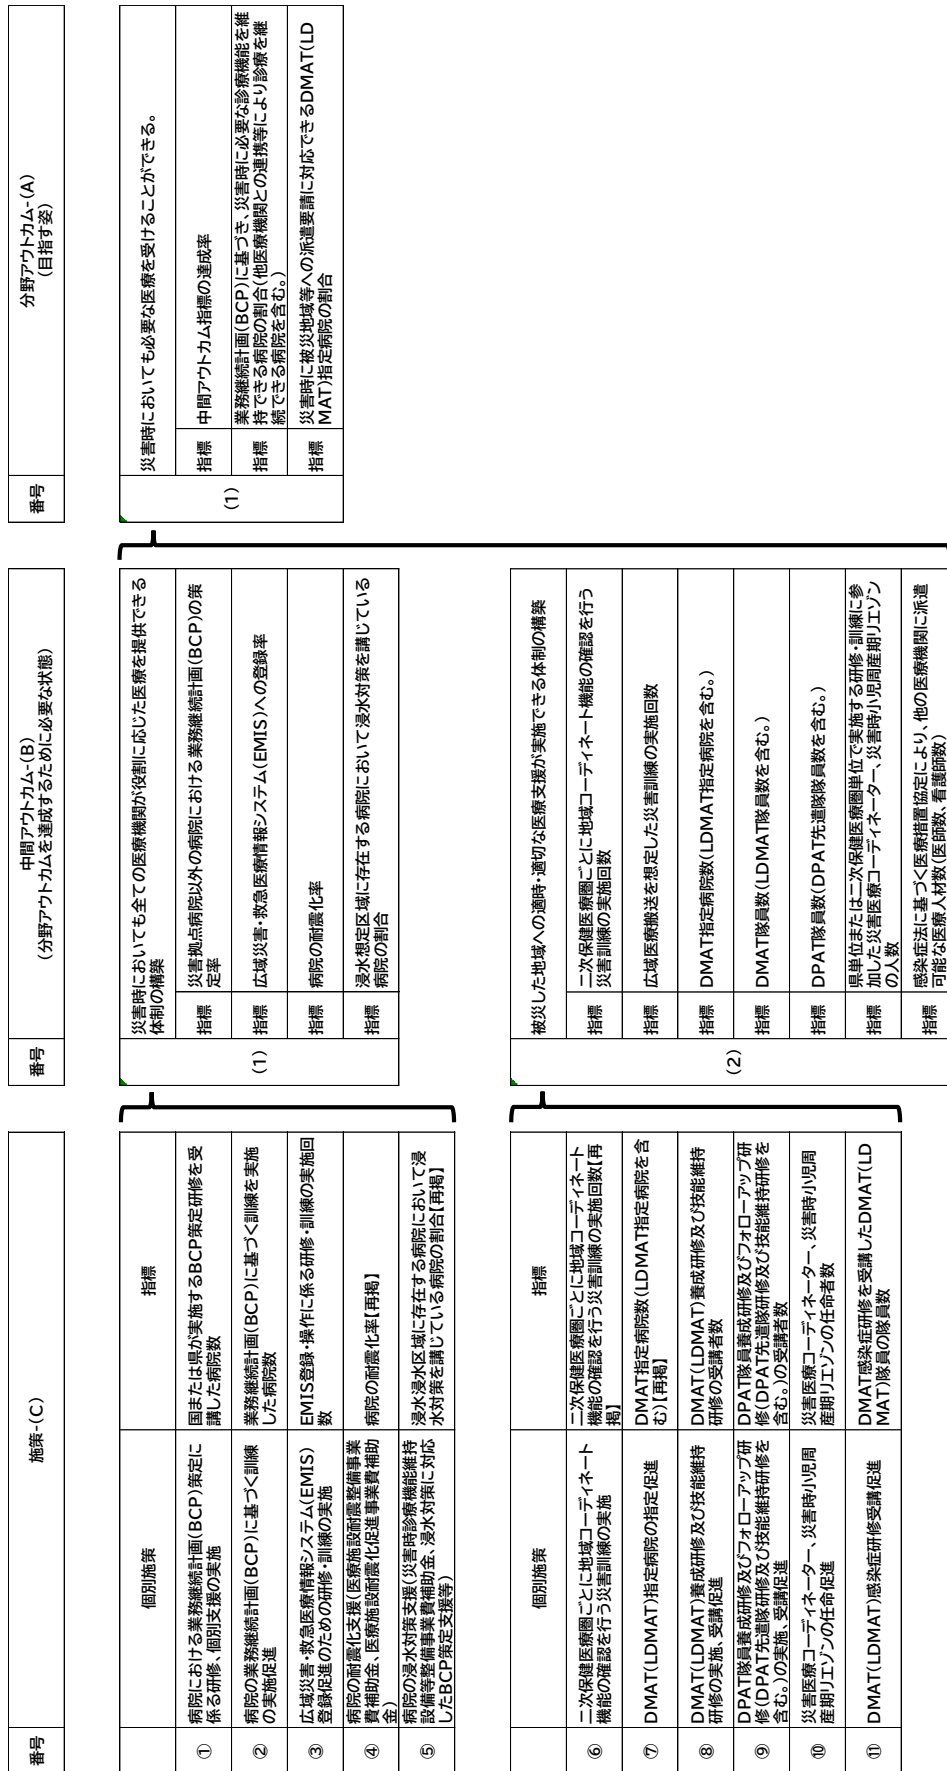 番号
施策-(C)
番号
中間アウトカム-(B)
(分野アウトカムを達成するために必要な状態)
番号
分野アウトカム-(A)
(目指す姿)
個別施策
指標
①
病院における業務継続計画(BCP)策定に
係る研修、個別支援の実施
国または県が実施するBCP策定研修を受
講した病院数
②
病院の業務継続計画(BCP)に基づく訓練
の実施促進
業務継続計画(BCP)に基づく訓練を実施
した病院数
③
広域災害・救急医療情報システム(EMIS)
登録促進のための研修・訓練の実施
EMIS登録・操作に係る研修・訓練の実施回
数
④
病院の耐震化支援(医療施設耐震整備事業
費補助金、医療施設耐震化促進事業費補助
金)
病院の耐震化率【再掲】
⑤
病院の浸水対策支援(災害時診療機能維持
設備等整備事業費補助金、浸水対策に対応
したBCP策定支援等)
浸水浸水区域に存在する病院において浸
水対策を講じている病院の割合【再掲】
(1)
災害時においても全ての医療機関が役割に応じた医療を提供できる
体制の構築
指標
災害拠点病院以外の病院における業務継続計画(BCP)の策
定率
指標
広域災害・救急医療情報システム(EMIS)への登録率
指標
病院の耐震化率
指標
浸水想定区域に存在する病院において浸水対策を講じている
病院の割合
(1)
災害時においても必要な医療を受けることができる。
指標
中間アウトカム指標の達成率
指標
業務継続計画(BCP)に基づき、災害時に必要な診療機能を維
持できる病院の割合(他医療機関との連携等により診療を継
続できる病院を含む。)
指標
災害時に被災地域等への派遣要請に対応できるDMAT(LD
MAT)指定病院の割合
個別施策
指標
⑥
二次保健医療圏ごとに地域コーディネート
機能の確認を行う災害訓練の実施
二次保健医療圏ごとに地域コーディネート
機能の確認を行う災害訓練の実施回数【再
掲】
⑦
DMAT(LDMAT)指定病院の指定促進
DMAT指定病院数(LDMAT指定病院を含
む)【再掲】
⑧
DMAT(LDMAT)養成研修及び技能維持
研修の実施、受講促進
DMAT(LDMAT)養成研修及び技能維持
研修の受講者数
⑨
DPAT隊員養成研修及びフォローアップ研
修(DPAT先遣隊研修及び技能維持研修を
含む。)の実施、受講促進
DPAT隊員養成研修及びフォローアップ研
修(DPAT先遣隊研修及び技能維持研修を
含む。)の受講者数
⑩
災害医療コーディネーター、災害時小児周
産期リエゾンの任命促進
災害医療コーディネーター、災害時小児周
産期リエゾンの任命者数
⑪
DMAT(LDMAT)感染症研修受講促進
DMAT感染症研修を受講したDMAT(LD
MAT)隊員の隊員数
(2)
被災した地域への適時・適切な医療支援が実施できる体制の構築
指標
二次保健医療圏ごとに地域コーディネート機能の確認を行う
災害訓練の実施回数
指標
広域医療搬送を想定した災害訓練の実施回数
指標
DMAT指定病院数(LDMAT指定病院を含む。)
指標
DMAT隊員数(LDMAT隊員数を含む。)
指標
DPAT隊員数(DPAT先遣隊隊員数を含む。)
指標
県単位または二次保健医療圏単位で実施する研修・訓練に参
加した災害医療コーディネーター、災害時小児周産期リエゾン
の人数
指標
感染症法に基づく医療措置協定により、他の医療機関に派遣
可能な医療人材数(医師数、看護師数)